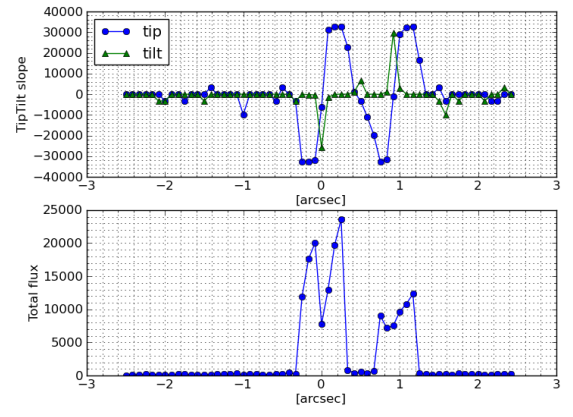 40000
30000
20000
10000
0
−10000
−20000
−30000
−40000
TipTilt slope
tip
tilt
−3 −2 −1 0 1 2 3
[arcsec]
25000
20000
15000
10000
5000
0
Total flux
−3 −2 −1 0 1 2 3
[arcsec]